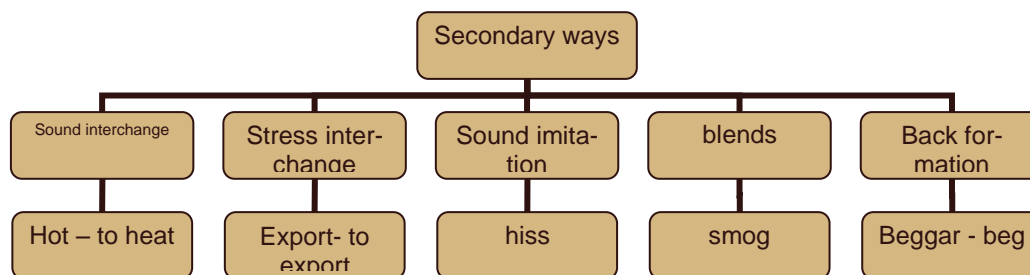 Secondary ways
Sound interchange
Stress inter-
change
Sound imita-
tion
blends
Back for-
mation
Hot – to heat
Export- to
export
hiss
smog
Beggar - beg